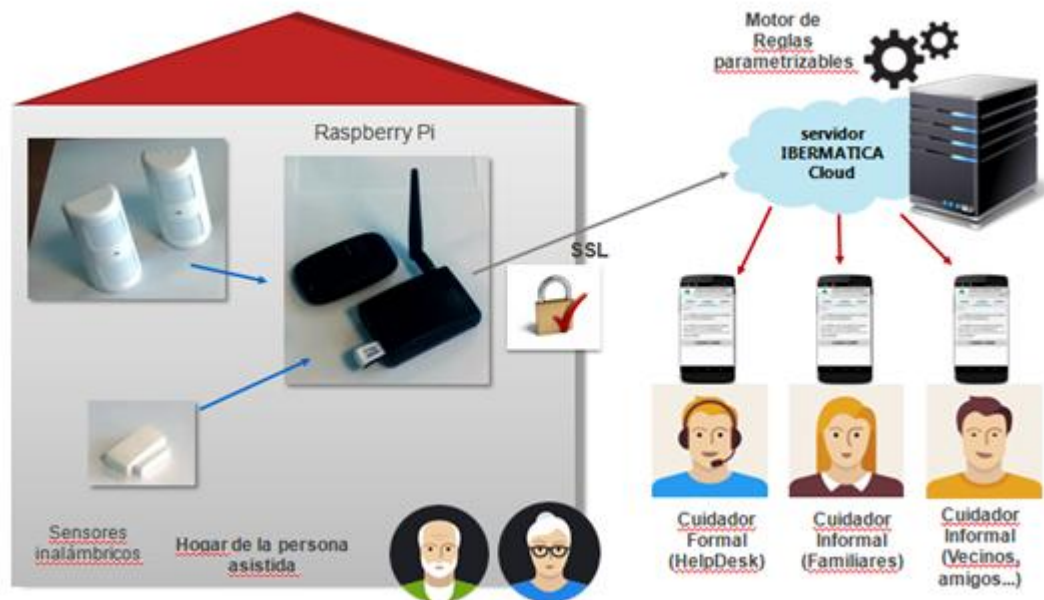 Motor de
Reglas
parametrizables
Raspberry Pi
servidor
IBERMATICA
Cloud
SSL
Sensores
inalámbricos
Hogar de la persona
asistida
Cuidador
Formal
(HelpDesk)
Cuidador
Informal
(Familiares)
Cuidador
Informal
(Vecinos,
amigos...)